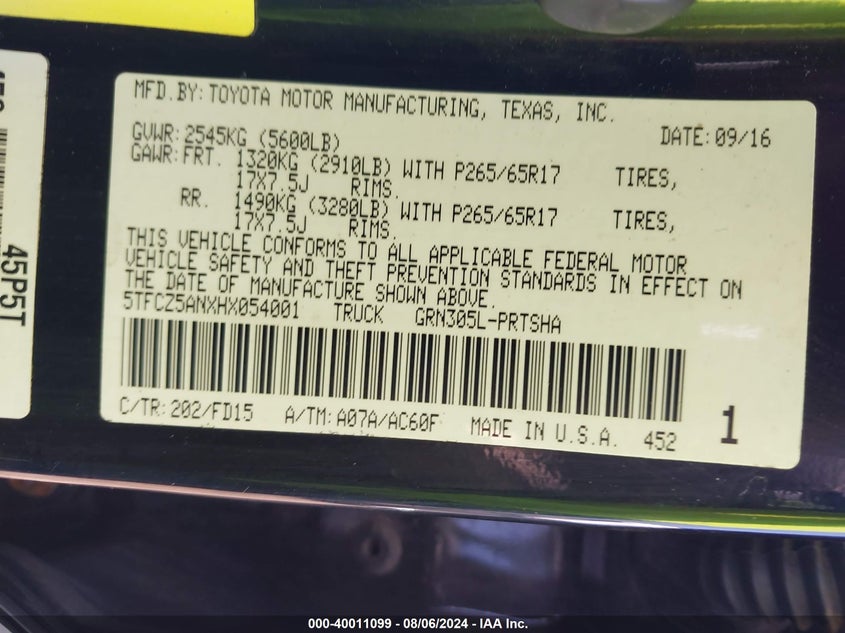 MFD.BY:TOYOTA MOTOR MANUFACTURING, TEXAS, INC.
GVWR:2545KG (5600LB) DATE:09/16
GAWR:FRT. 1320KG (2910LB) WITH P265/65R17 TIRES,
17X7.5J RIMS.
RR. 1490KG (3280LB) WITH P265/65R17 TIRES,
17X7.5J RIMS.
THIS VEHICLE CONFORMS TO ALL APPLICABLE FEDERAL MOTOR
VEHICLE SAFETY AND THEFT PREVENTION STANDARDS IN EFFECT ON
THE DATE OF MANUFACTURE SHOWN ABOVE.
5TFCZ5ANXHX054001 TRUCK GRN305L-PRTSHA
C/TR:202/FD15 A/TM:A07A/AC60F MADE IN U.S.A. 452 1
45P5T
000-40011099 - 08/06/2024 - IAA Inc.